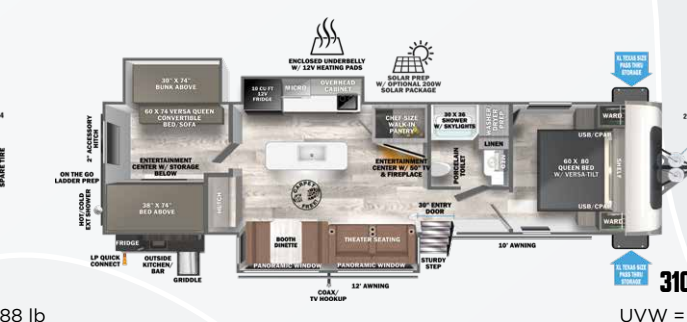 ENCLOSED UNDERBELLY
W/ 12V HEATING PADS
SOLAR PREP
W/ OPTIONAL 200W
SOLAR PACKAGE
EL TEXAS SIZE
PASS THRU
STORAGE
30" X 74"
BUNK ABOVE
60 X 74 VERSA QUEEN
CONVERTIBLE
BED/SOFA
10 CU FT
12V
FRIDGE
MICRO
OVERHEAD
CABINET
CHEF-SIZE
WALK-IN
PANTRY
30 X 36
SHOWER
W/ SKYLIGHTS
WASHER
DRYER
PREP
LINEN
WARD
USB/CPAP
SPARE TIRE
2" ACCESSORY
HITCH
ENTERTAINMENT
CENTER W/ STORAGE
BELOW
ENTERTAINMENT
CENTER W/ 50" TV
& FIREPLACE
PORCELAIN
TOILET
60 X 80
QUEEN BED
W/ VERSA-TILT
SHELF
ON THE GO
LADDER PREP
HOT/COLD
EXT SHOWER
38" X 74"
BED ABOVE
CARPET
FREE!
30" ENTRY
DOOR
USB/CPAP
WARD
FRIDGE
LP QUICK
CONNECT
OUTSIDE
KITCHEN/
BAR
GRIDDLE
BOOTH
DINETTE
THEATER SEATING
PANORAMIC WINDOW
PANORAMIC WINDOW
STURDY
STEP
10' AWNING
12' AWNING
COAX/
TV HOOKUP
EL TEXAS SIZE
PASS THRU
STORAGE
310
88 lb
UVW =